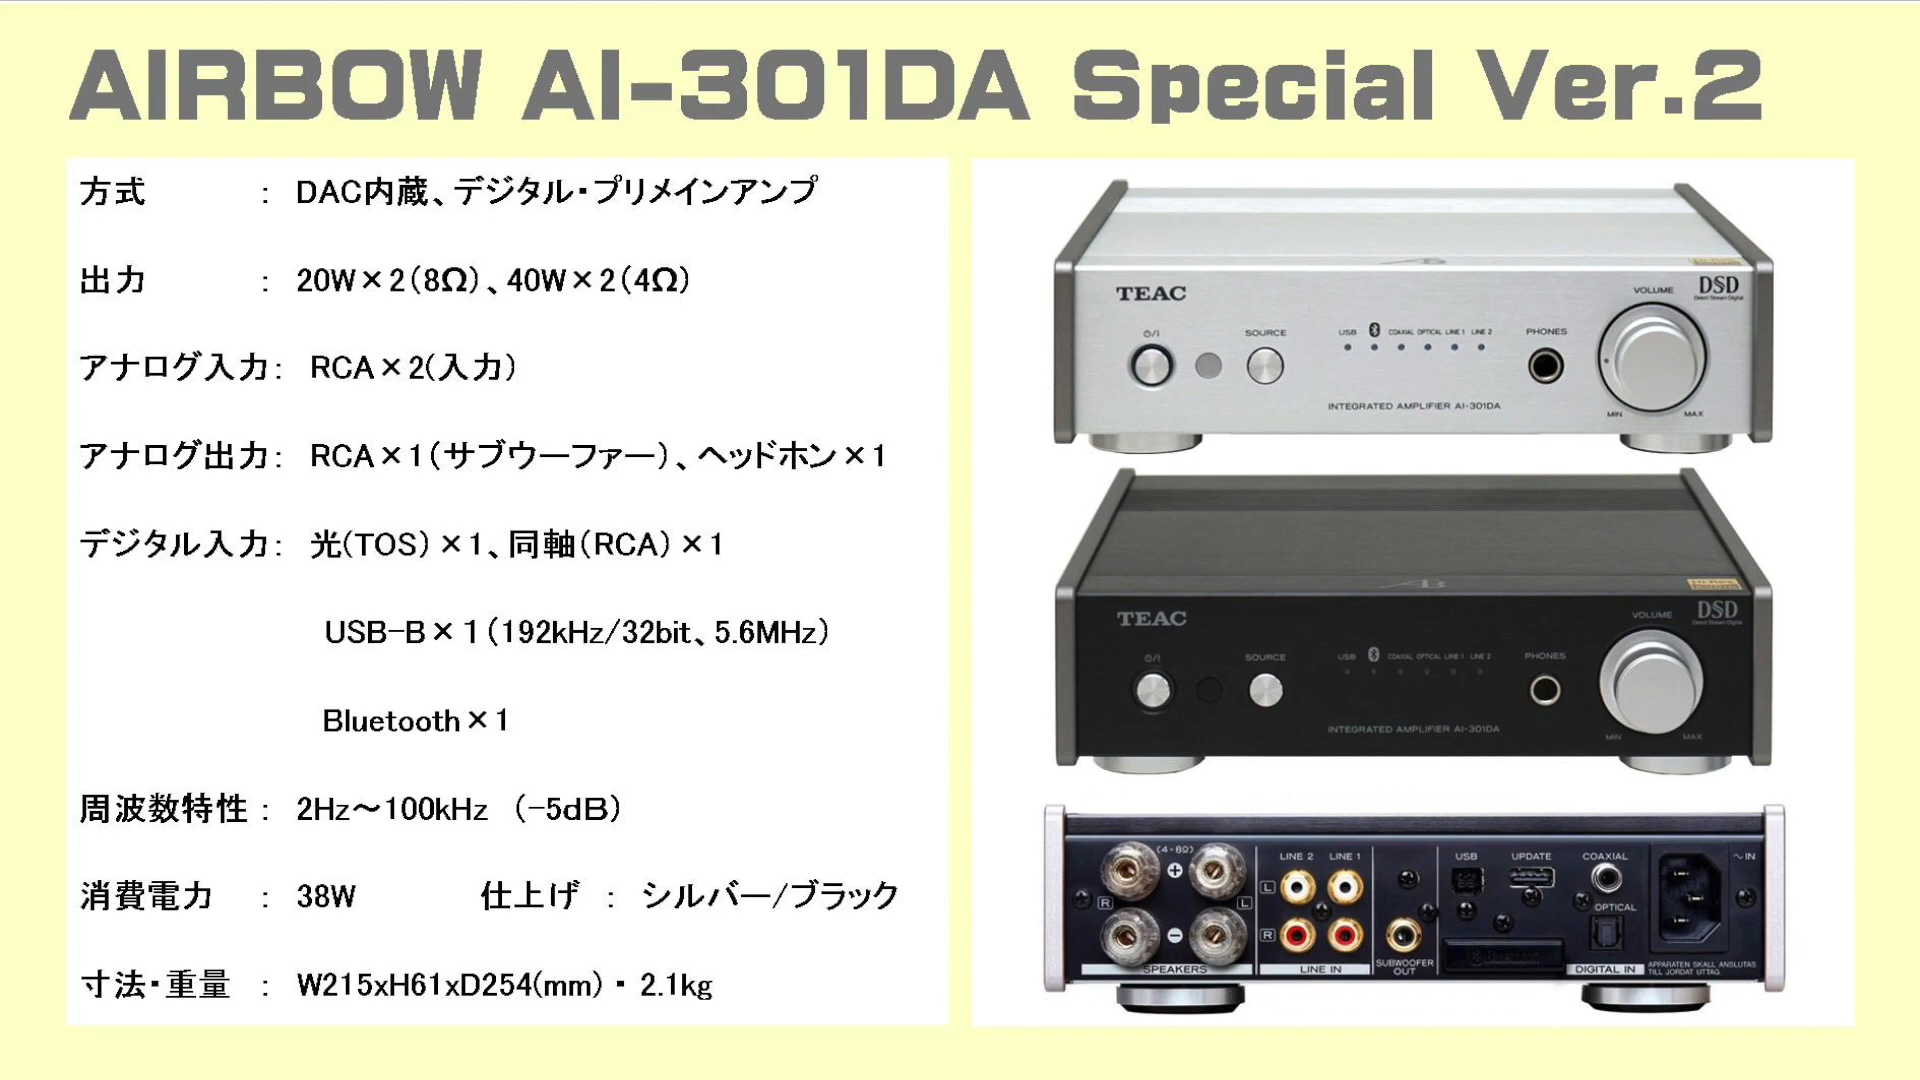 AIRBOW AI-301DA Special Ver.2
方式 : DAC内蔵、デジタル・プリメインアンプ
出力 : 20W×2(8Ω)、40W×2(4Ω)
アナログ入力: RCA×2(入力)
アナログ出力: RCA×1(サブウーファー)、ヘッドホン×1
デジタル入力: 光(TOS)×1、同軸(RCA)×1
USB-B×1(192kHz/32bit、5.6MHz)
Bluetooth×1
周波数特性 : 2Hz～100kHz (-5dB)
消費電力 : 38W 仕上げ : シルバー/ブラック
寸法・重量 : W215xH61xD254(mm)・2.1kg
TEAC
VOLUME
DSD
Direct Stream Digital
⏻/I
SOURCE
USB COAXIAL OPTICAL LINE 1 LINE 2
PHONES
MIN MAX
INTEGRATED AMPLIFIER AI-301DA
TEAC
VOLUME
DSD
Direct Stream Digital
⏻/I
SOURCE
USB COAXIAL OPTICAL LINE 1 LINE 2
PHONES
MIN MAX
INTEGRATED AMPLIFIER AI-301DA
(4-8Ω)
+
R L
−
SPEAKERS
LINE 2 LINE 1
L
R
LINE IN
SUBWOOFER
OUT
USB UPDATE COAXIAL
OPTICAL
DIGITAL IN
～IN
APPARATEN SKALL ANSLUTAS
TILL JORDAT UTTAG